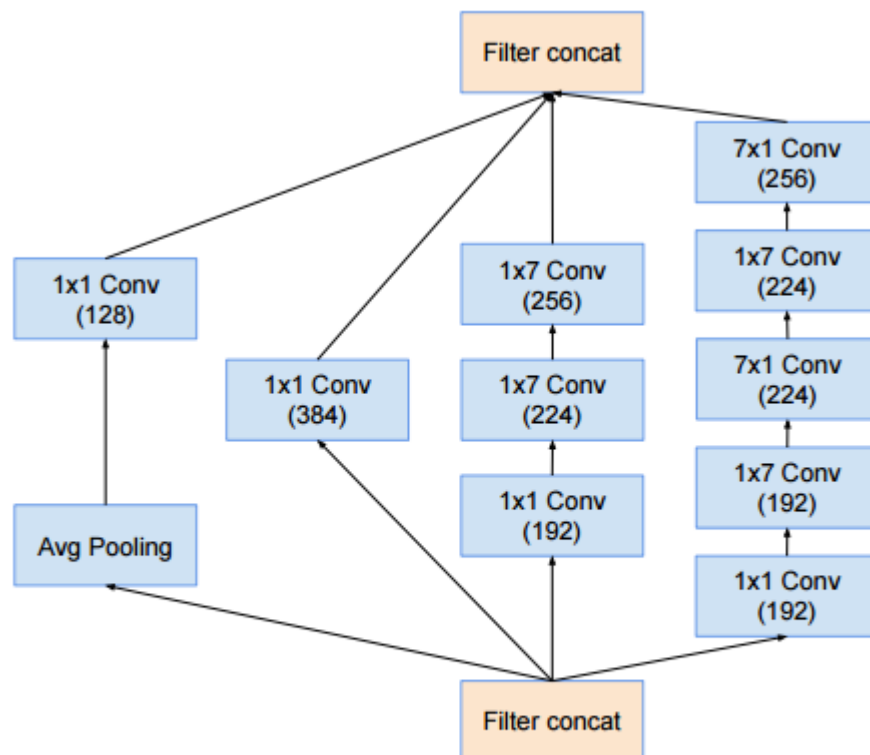 Filter concat
7x1 Conv
(256)
1x1 Conv
(128)
1x7 Conv
(256)
1x7 Conv
(224)
1x1 Conv
(384)
1x7 Conv
(224)
7x1 Conv
(224)
Avg Pooling
1x1 Conv
(192)
1x7 Conv
(192)
1x1 Conv
(192)
Filter concat